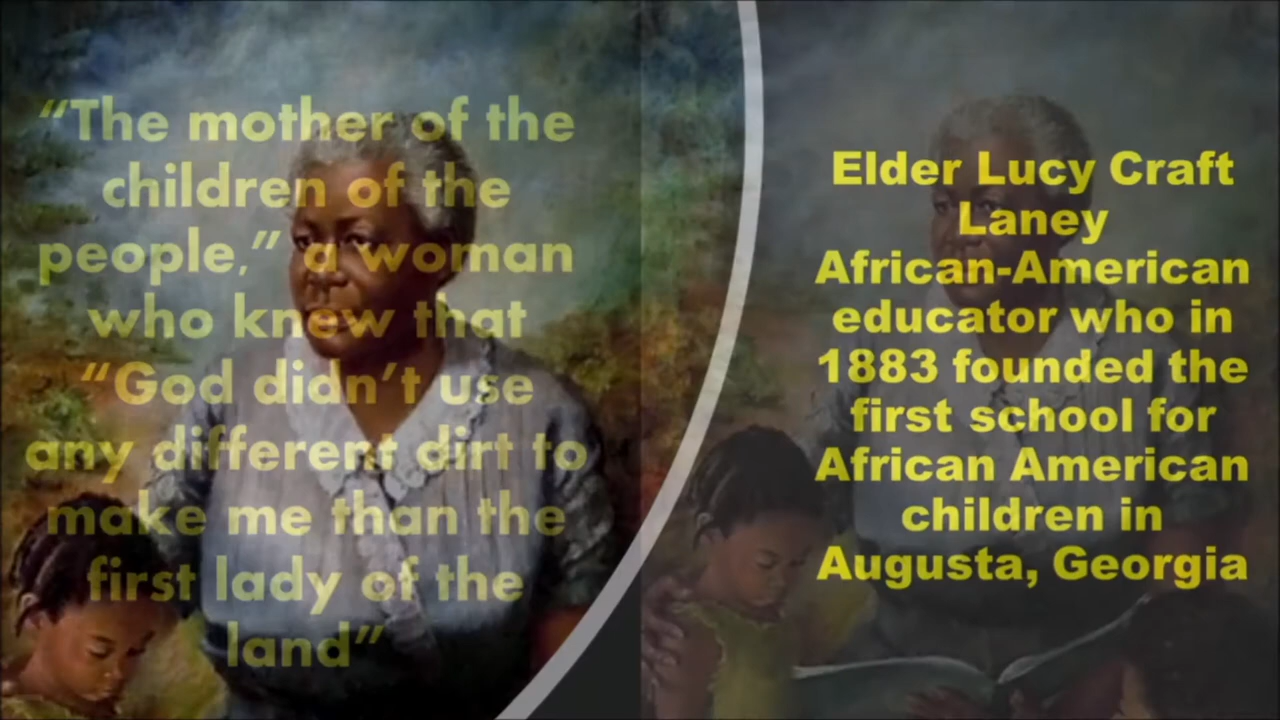 “The mother of the
children of the
people,” a woman
who knew that
“God didn’t use
any different dirt to
make me than the
first lady of the
land”
Elder Lucy Craft
Laney
African-American
educator who in
1883 founded the
first school for
African American
children in
Augusta, Georgia